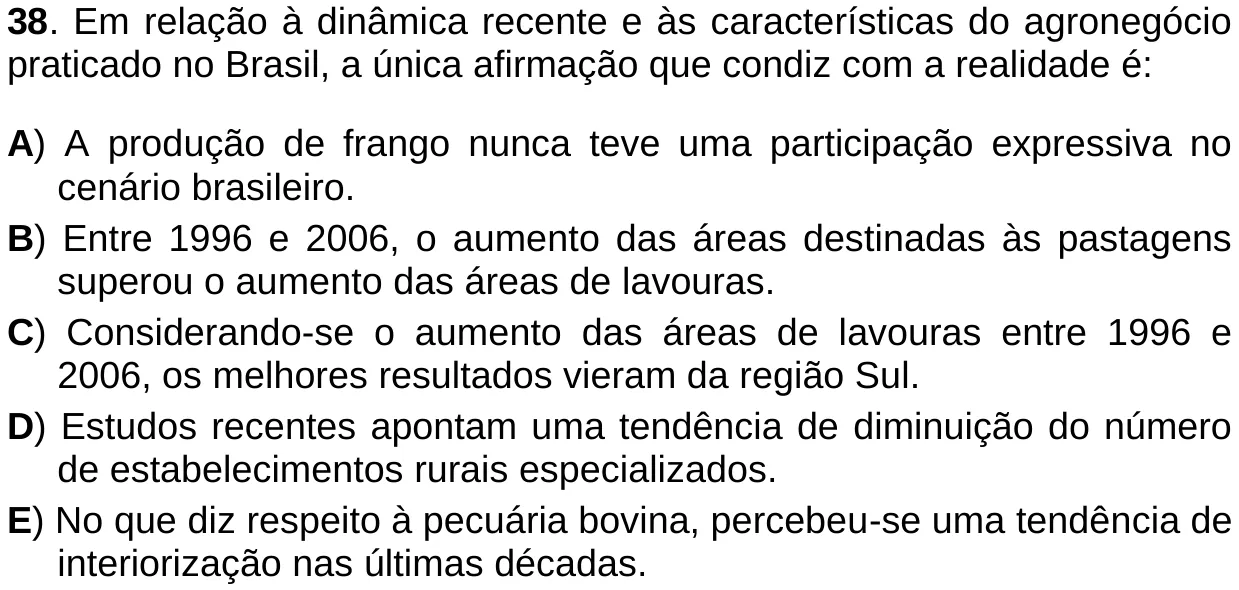 38. Em relação à dinâmica recente e às características do agronegócio
praticado no Brasil, a única afirmação que condiz com a realidade é:
A) A produção de frango nunca teve uma participação expressiva no
cenário brasileiro.
B) Entre 1996 e 2006, o aumento das áreas destinadas às pastagens
superou o aumento das áreas de lavouras.
C) Considerando-se o aumento das áreas de lavouras entre 1996 e
2006, os melhores resultados vieram da região Sul.
D) Estudos recentes apontam uma tendência de diminuição do número
de estabelecimentos rurais especializados.
E) No que diz respeito à pecuária bovina, percebeu-se uma tendência de
interiorização nas últimas décadas.